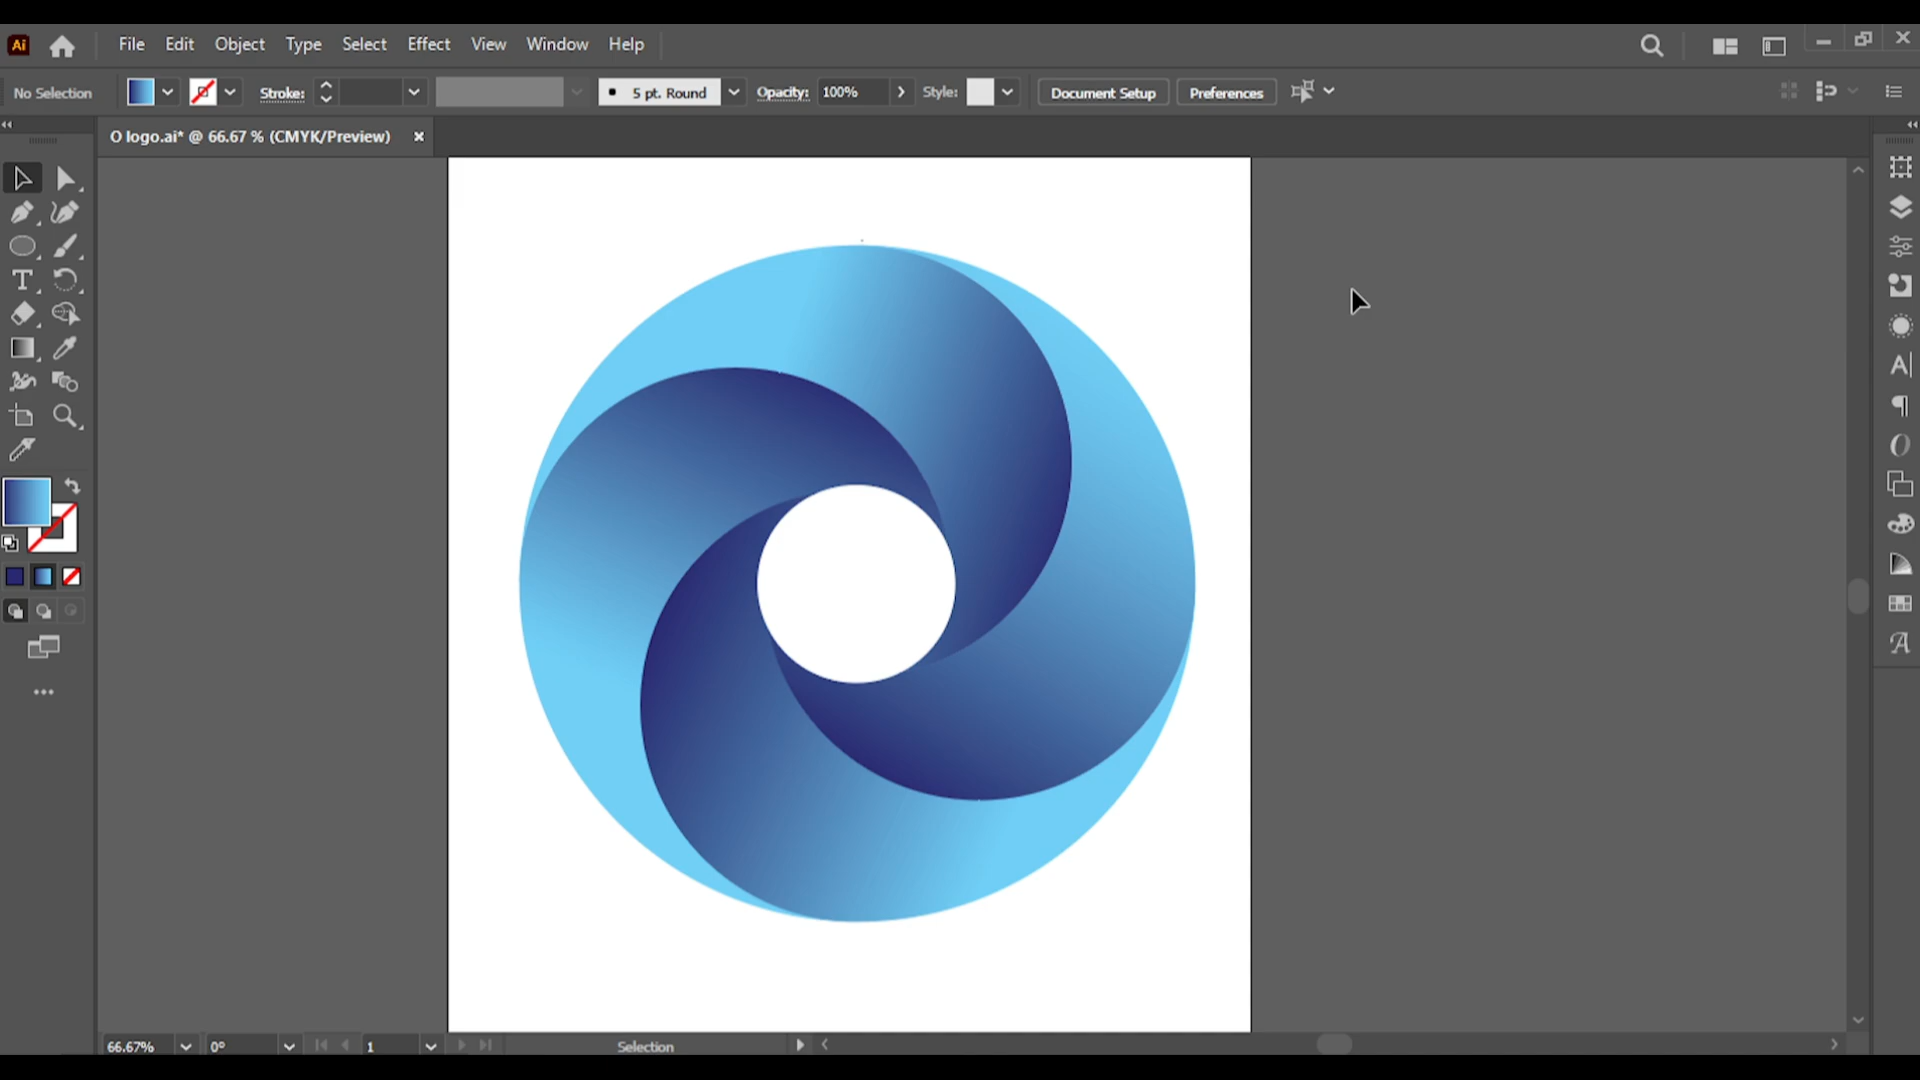 Ai File Edit Object Type Select Effect View Window Help
No Selection Stroke: 5 pt. Round Opacity: 100% Style: Document Setup Preferences
O logo.ai* @ 66.67 % (CMYK/Preview)
66.67% 0° 1 Selection